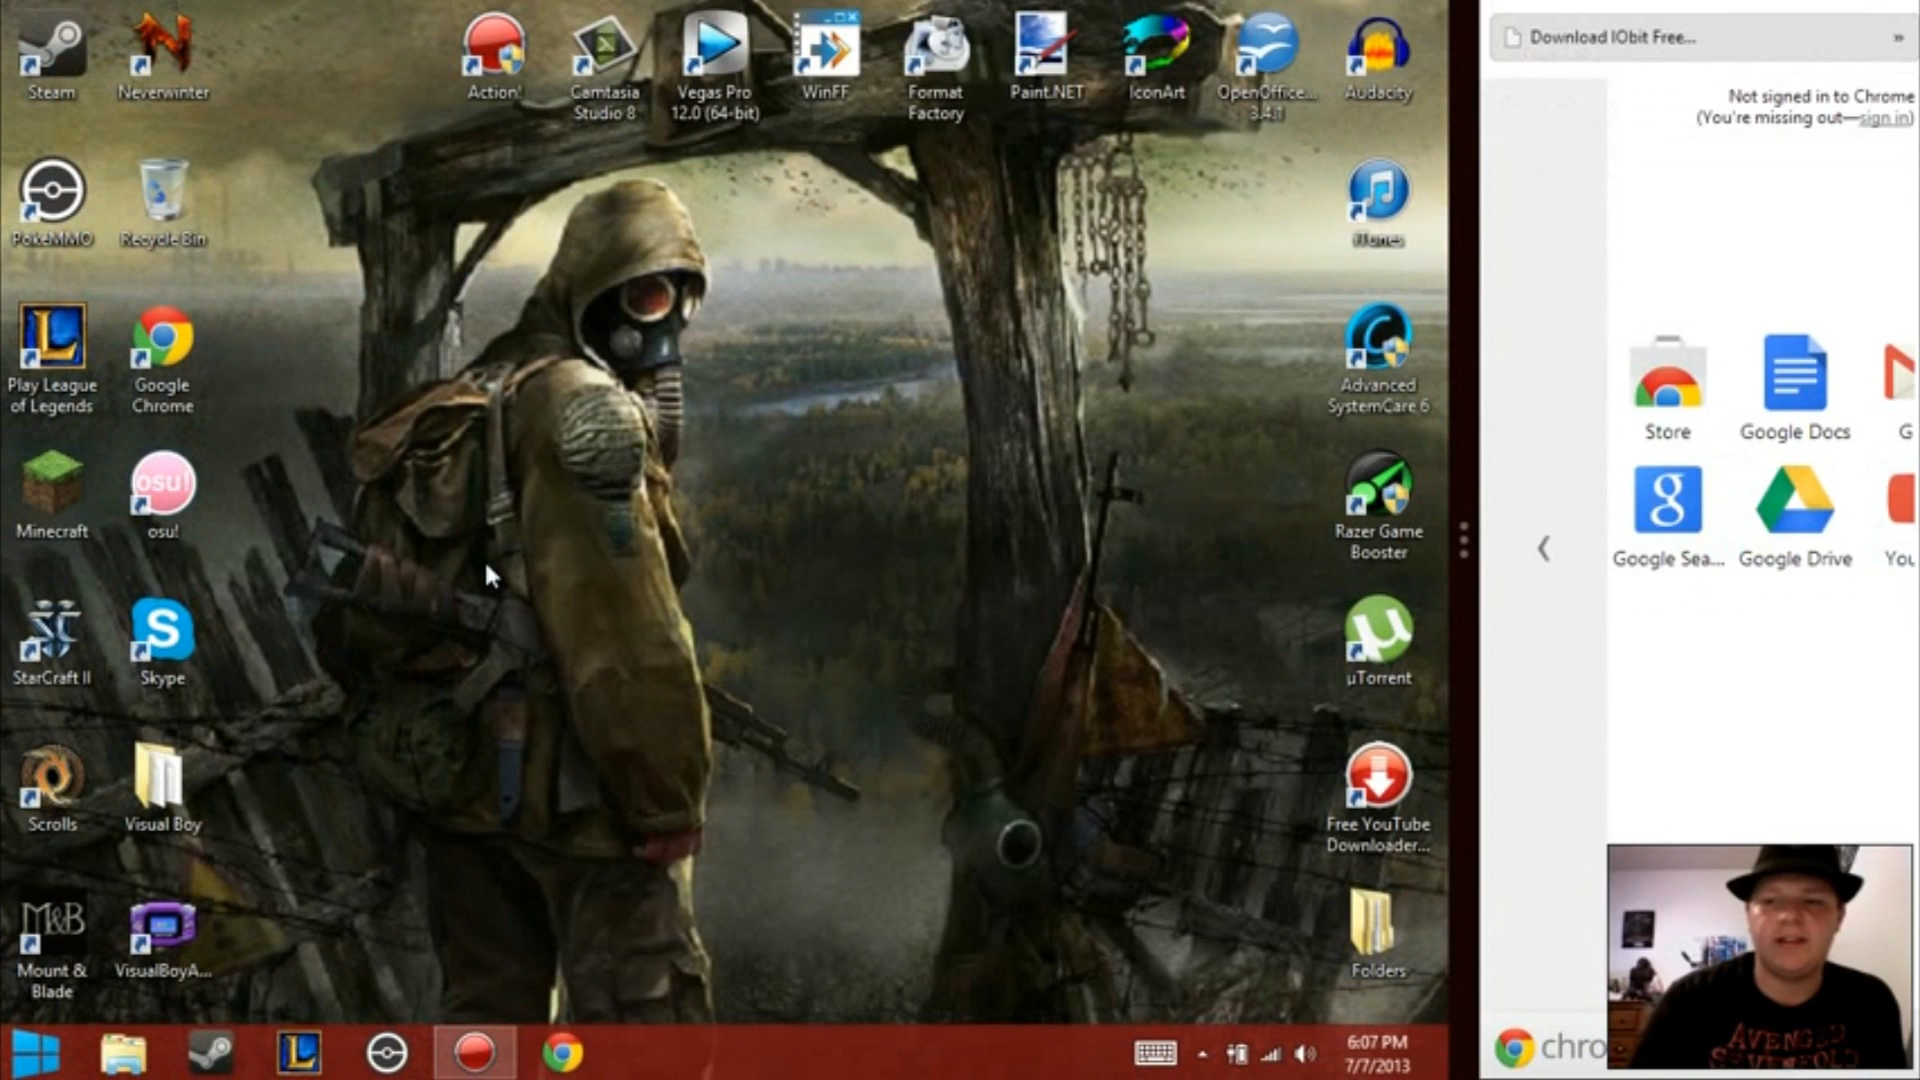 Steam
Neverwinter
Action!
Camtasia
Studio 8
Vegas Pro
12.0 (64-bit)
WinFF
Format
Factory
Paint.NET
IconArt
OpenOffice...
3.4.1
Audacity
PokeMMO
Recycle Bin
iTunes
Play League
of Legends
Google
Chrome
Advanced
SystemCare 6
Minecraft
osu!
osu!
Razer Game
Booster
StarCraft II
Skype
µTorrent
Scrolls
Visual Boy
Free YouTube
Downloader...
M&B
Mount &
Blade
VisualBoyA...
Folders
6:07 PM
7/7/2013
Download IObit Free...
»
Not signed in to Chrome
(You're missing out—sign in)
Store
Google Docs
G
Google Sea...
Google Drive
You
chro
AVENGED
SEVENFOLD